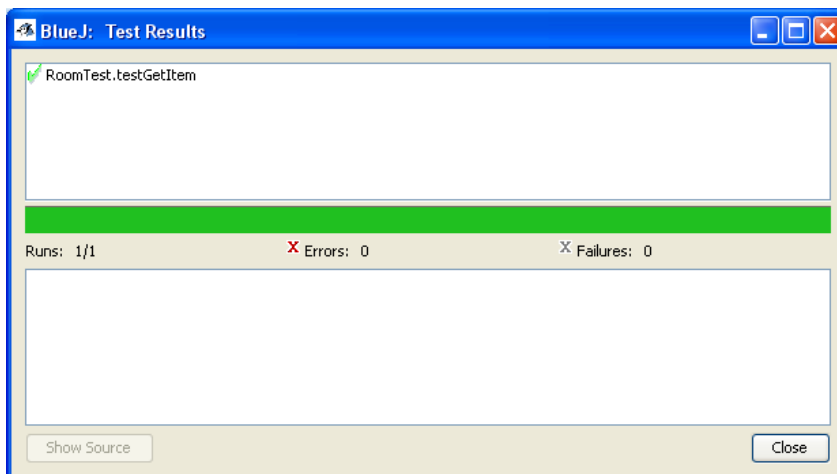 BlueJ: Test Results
RoomTest.testGetItem
Runs: 1/1 X Errors: 0 X Failures: 0
Show Source Close